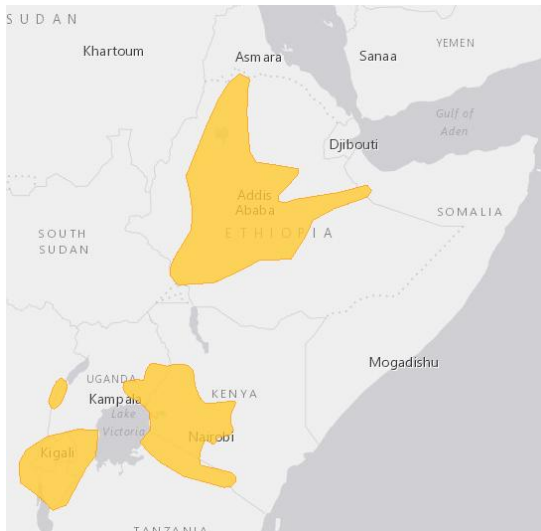 SUDAN
Khartoum
Asmara
Sanaa
YEMEN
Gulf of
Aden
Djibouti
Addis
Ababa
SOMALIA
SOUTH
SUDAN
ETHIOPIA
Mogadishu
UGANDA
KENYA
Kampala
Lake
Victoria
Nairobi
Kigali
TANZANIA